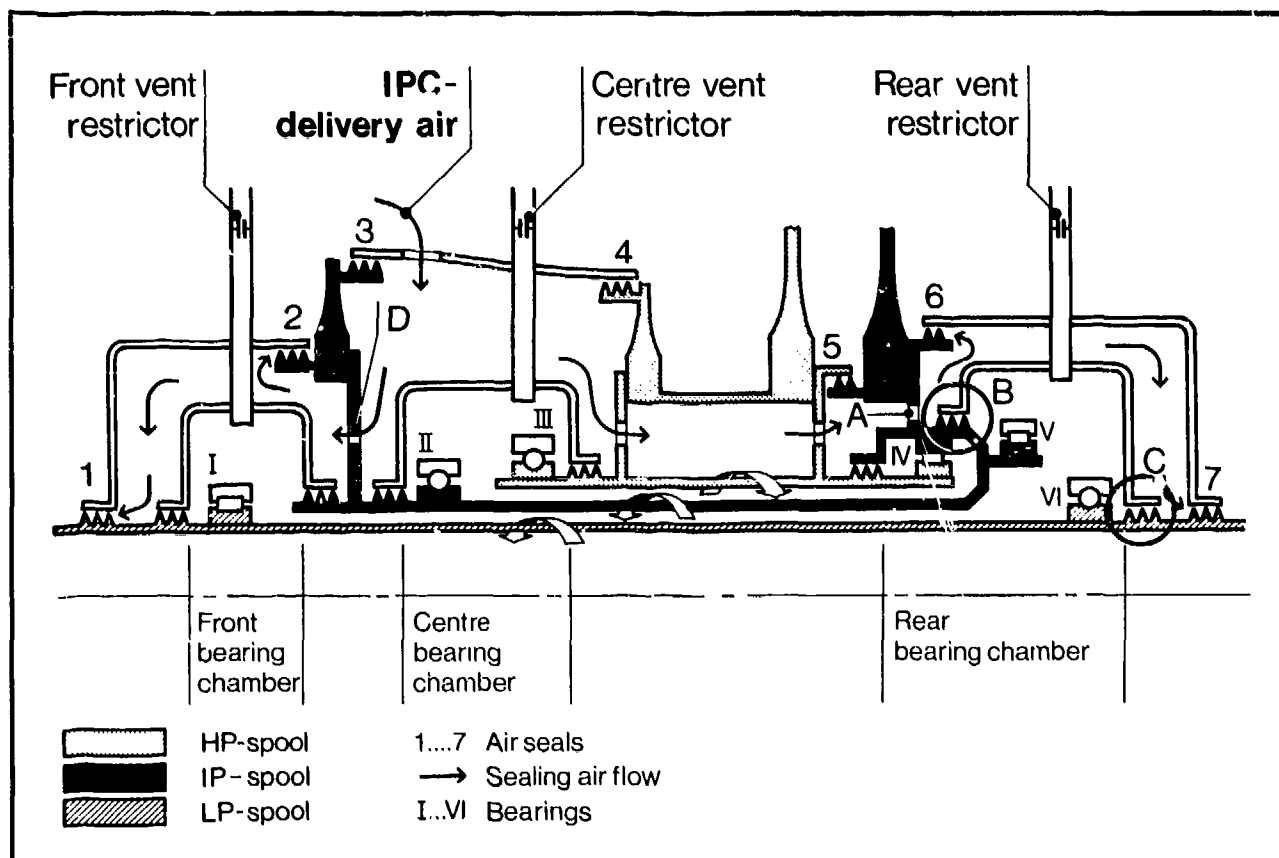 Front vent
restrictor
IPC-
delivery air
Centre vent
restrictor
Rear vent
restrictor
3
4
2
D
6
5
B
A
III
II
IV
V
I
1
C
7
VI
Front
bearing
chamber
Centre
bearing
chamber
Rear
bearing chamber
HP-spool
1....7 Air seals
IP-spool
Sealing air flow
LP-spool
I...VI Bearings